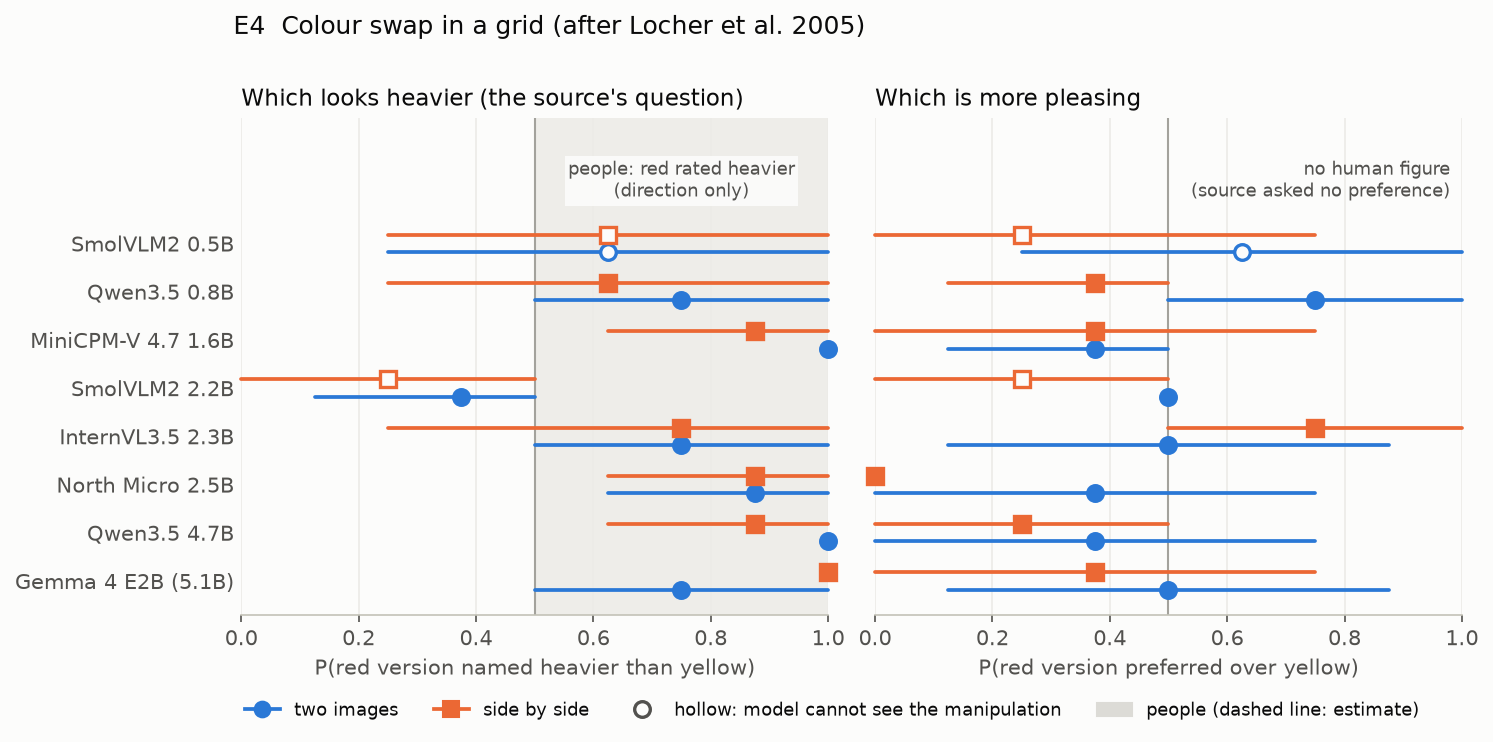 E4  Colour swap in a grid (after Locher et al. 2005)
Which looks heavier (the source's question)
Which is more pleasing
people: red rated heavier
(direction only)
no human figure
(source asked no preference)
SmolVLM2 0.5B
Qwen3.5 0.8B
MiniCPM-V 4.7 1.6B
SmolVLM2 2.2B
InternVL3.5 2.3B
North Micro 2.5B
Qwen3.5 4.7B
Gemma 4 E2B (5.1B)
0.0 0.2 0.4 0.6 0.8 1.0
0.0 0.2 0.4 0.6 0.8 1.0
P(red version named heavier than yellow)
P(red version preferred over yellow)
two images
side by side
hollow: model cannot see the manipulation
people (dashed line: estimate)